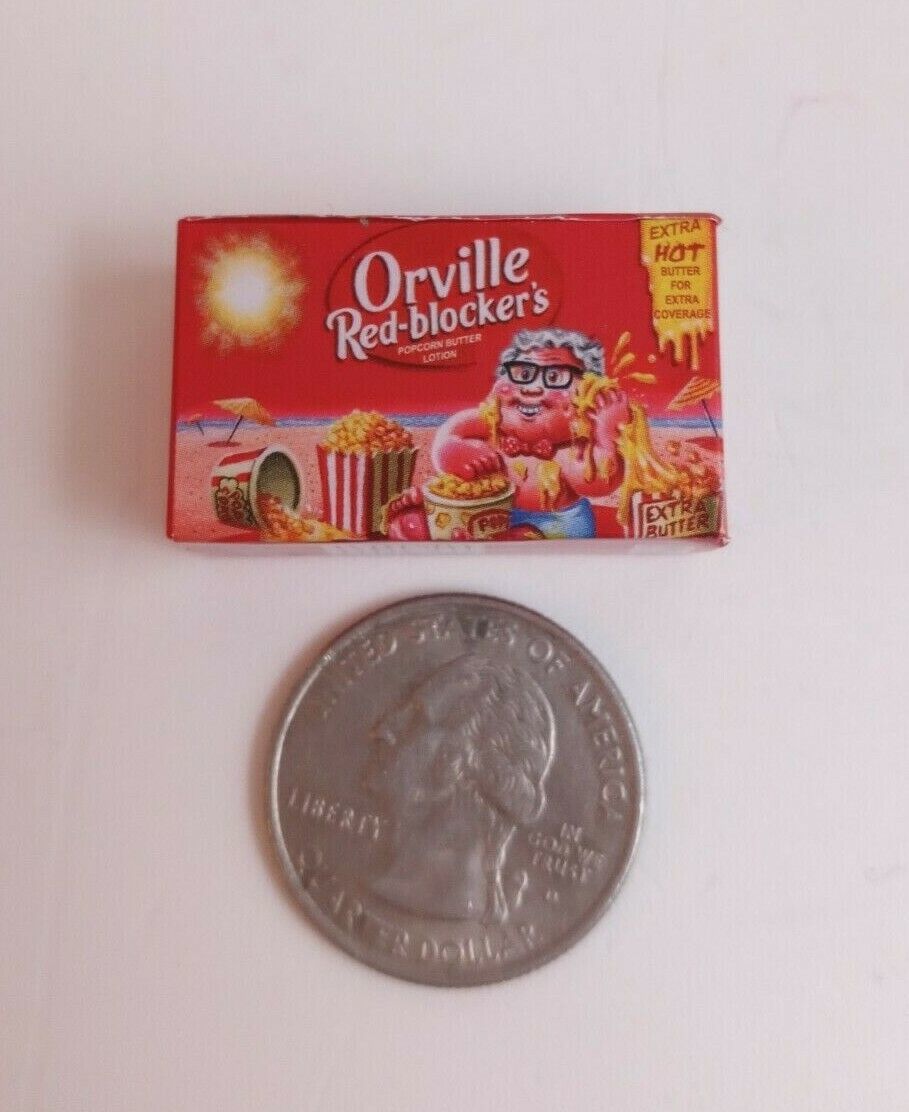 Orville
Red-blocker's
POPCORN BUTTER
LOTION
EXTRA
HOT
BUTTER
FOR
EXTRA
COVERAGE
POP
EXTRA
BUTTER
UNITED STATES OF AMERICA
LIBERTY
IN
GOD WE
TRUST
QUARTER DOLLAR